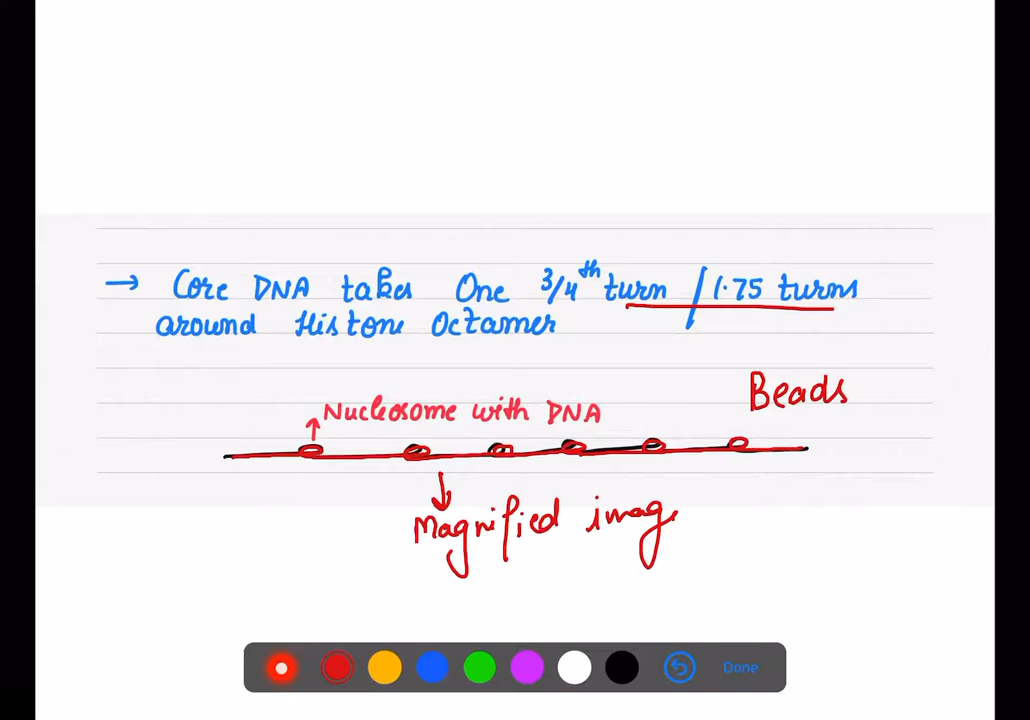 → Core DNA takes One 3/4th turn / 1.75 turns
around Histone Octamer
Beads
Nucleosome with DNA
Magnified image
Done